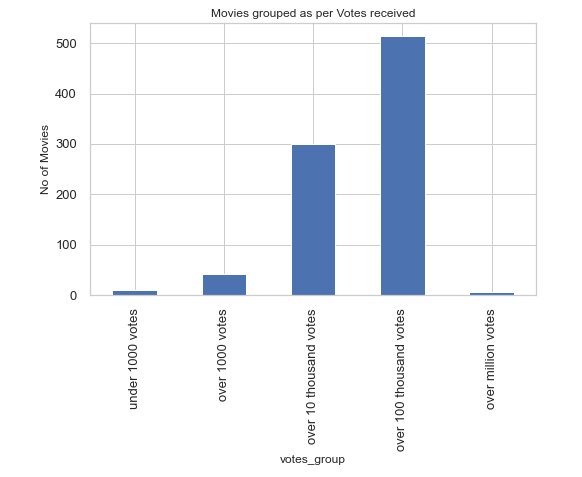 Movies grouped as per Votes received
500
400
300
200
100
0
No of Movies
under 1000 votes
over 1000 votes
over 10 thousand votes
over 100 thousand votes
over million votes
votes_group